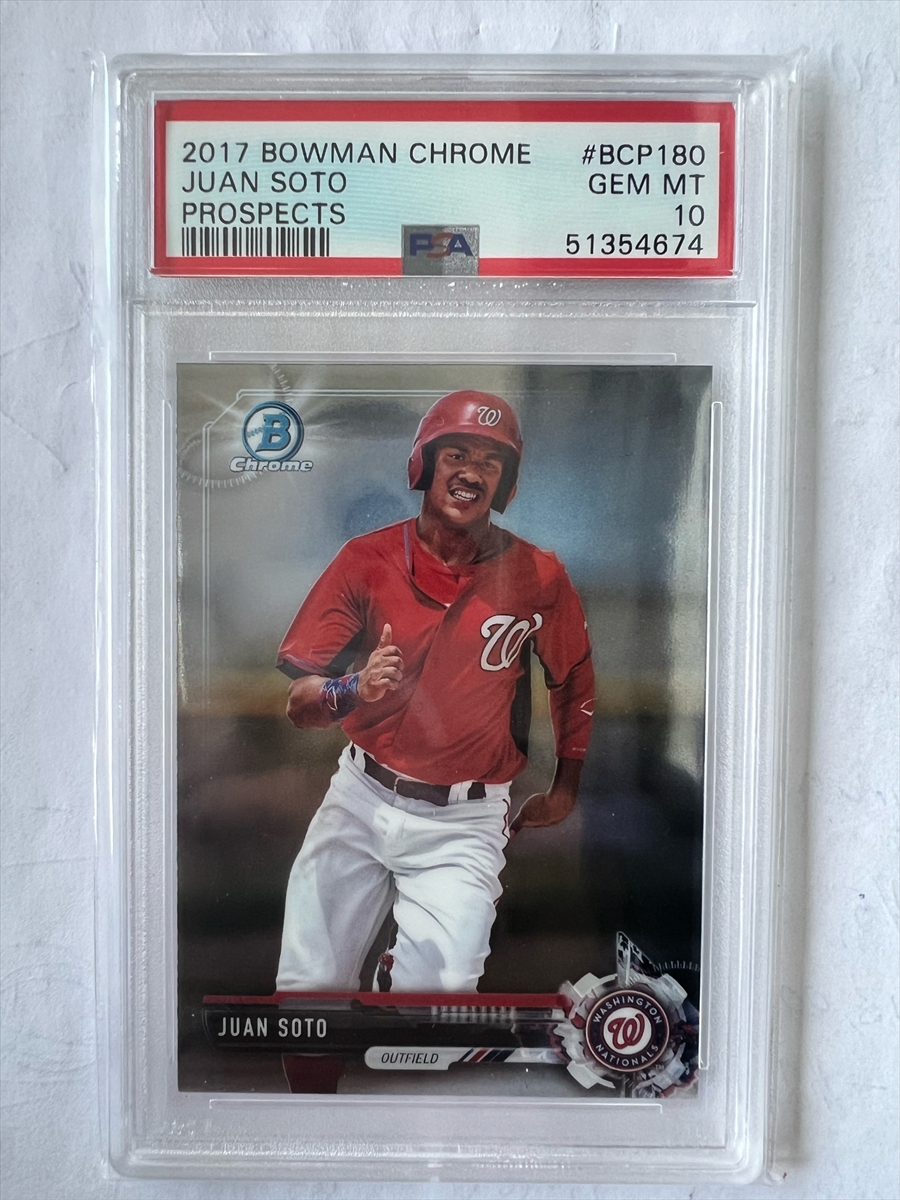 2017 BOWMAN CHROME #BCP180
JUAN SOTO GEM MT
PROSPECTS 10
51354674
PSA
B
Chrome
W
W
JUAN SOTO
OUTFIELD
WASHINGTON
W
NATIONALS